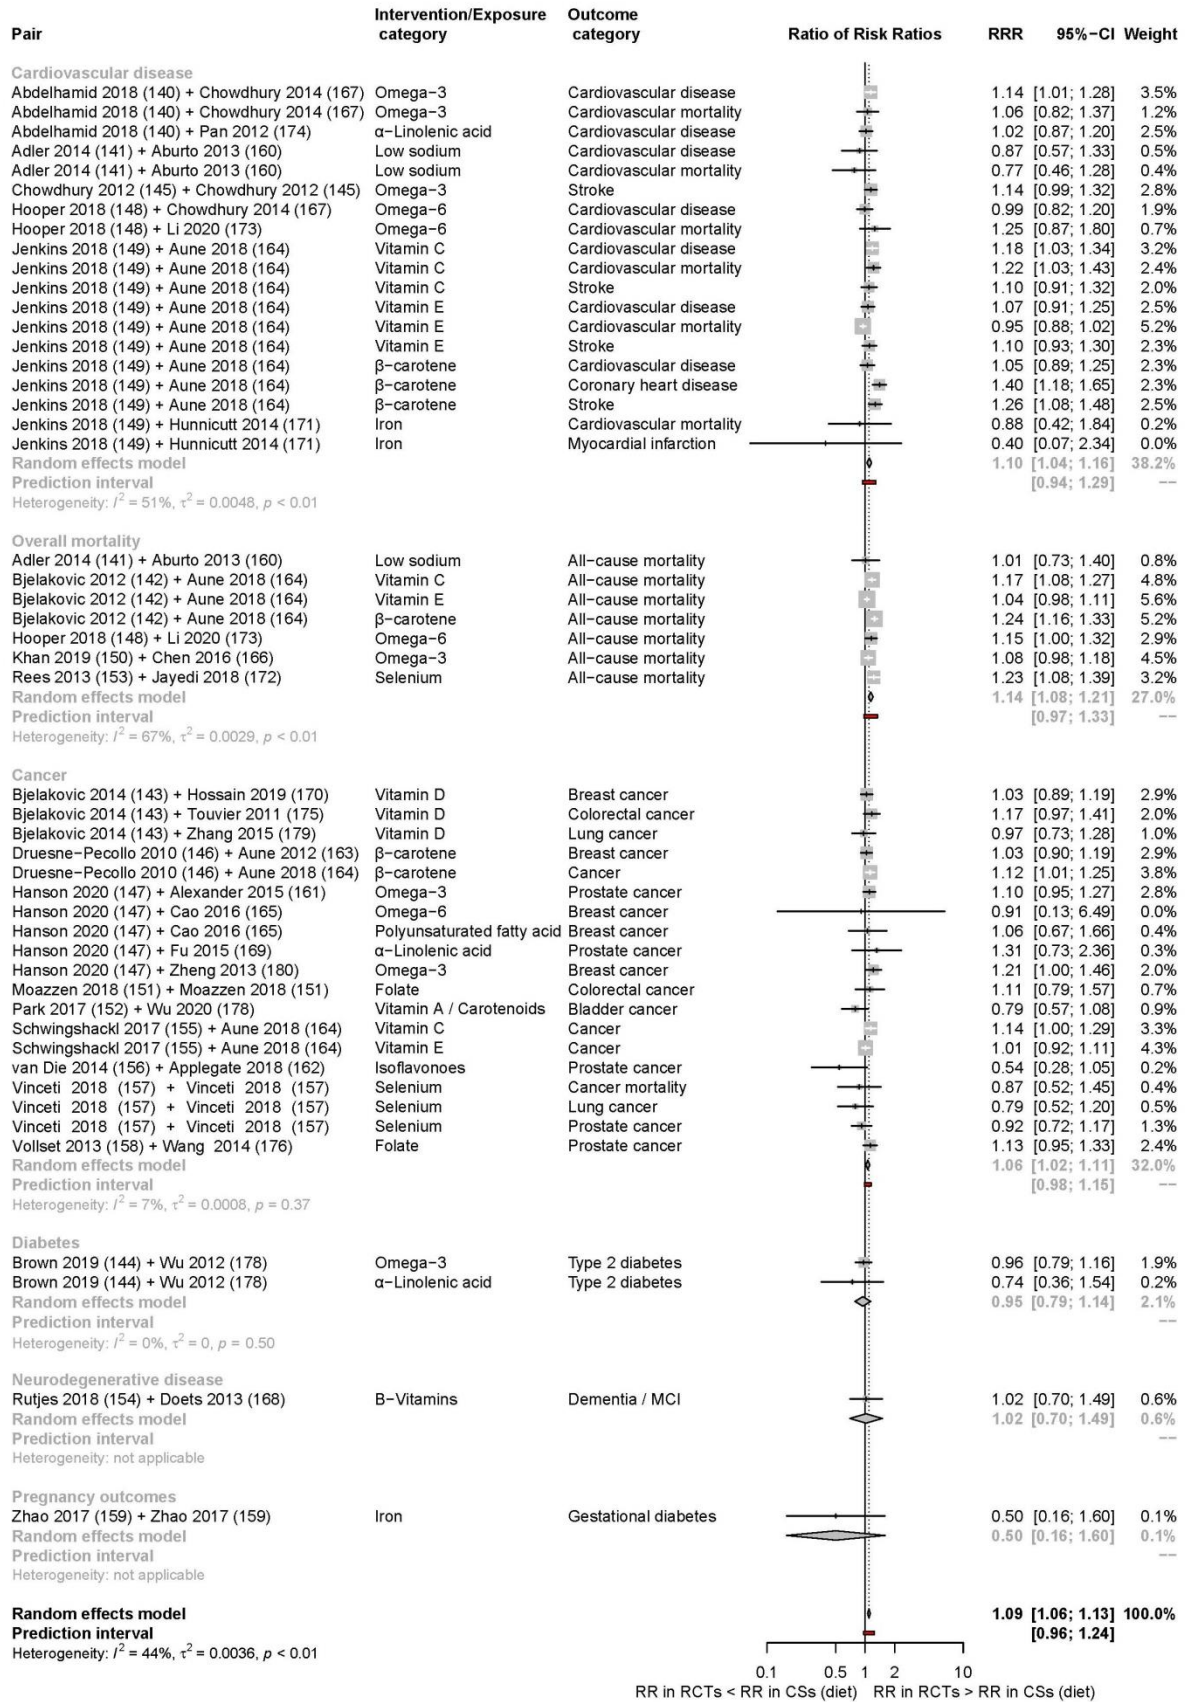 Pair Intervention/Exposure category Outcome category Ratio of Risk Ratios RRR 95%−CI Weight
Cardiovascular disease
Abdelhamid 2018 (140) + Chowdhury 2014 (167) Omega−3 Cardiovascular disease 1.14 [1.01; 1.28] 3.5%
Abdelhamid 2018 (140) + Chowdhury 2014 (167) Omega−3 Cardiovascular mortality 1.06 [0.82; 1.37] 1.2%
Abdelhamid 2018 (140) + Pan 2012 (174) α−Linolenic acid Cardiovascular disease 1.02 [0.87; 1.20] 2.5%
Adler 2014 (141) + Aburto 2013 (160) Low sodium Cardiovascular disease 0.87 [0.57; 1.33] 0.5%
Adler 2014 (141) + Aburto 2013 (160) Low sodium Cardiovascular mortality 0.77 [0.46; 1.28] 0.4%
Chowdhury 2012 (145) + Chowdhury 2012 (145) Omega−3 Stroke 1.14 [0.99; 1.32] 2.8%
Hooper 2018 (148) + Chowdhury 2014 (167) Omega−6 Cardiovascular disease 0.99 [0.82; 1.20] 1.9%
Hooper 2018 (148) + Li 2020 (173) Omega−6 Cardiovascular mortality 1.25 [0.87; 1.80] 0.7%
Jenkins 2018 (149) + Aune 2018 (164) Vitamin C Cardiovascular disease 1.18 [1.03; 1.34] 3.2%
Jenkins 2018 (149) + Aune 2018 (164) Vitamin C Cardiovascular mortality 1.22 [1.03; 1.43] 2.4%
Jenkins 2018 (149) + Aune 2018 (164) Vitamin C Stroke 1.10 [0.91; 1.32] 2.0%
Jenkins 2018 (149) + Aune 2018 (164) Vitamin E Cardiovascular disease 1.07 [0.91; 1.25] 2.5%
Jenkins 2018 (149) + Aune 2018 (164) Vitamin E Cardiovascular mortality 0.95 [0.88; 1.02] 5.2%
Jenkins 2018 (149) + Aune 2018 (164) Vitamin E Stroke 1.10 [0.93; 1.30] 2.3%
Jenkins 2018 (149) + Aune 2018 (164) β−carotene Cardiovascular disease 1.05 [0.89; 1.25] 2.3%
Jenkins 2018 (149) + Aune 2018 (164) β−carotene Coronary heart disease 1.40 [1.18; 1.65] 2.3%
Jenkins 2018 (149) + Aune 2018 (164) β−carotene Stroke 1.26 [1.08; 1.48] 2.5%
Jenkins 2018 (149) + Hunnicutt 2014 (171) Iron Cardiovascular mortality 0.88 [0.42; 1.84] 0.2%
Jenkins 2018 (149) + Hunnicutt 2014 (171) Iron Myocardial infarction 0.40 [0.07; 2.34] 0.0%
Random effects model 1.10 [1.04; 1.16] 38.2%
Prediction interval [0.94; 1.29] −−
Heterogeneity: I² = 51%, τ² = 0.0048, p < 0.01
Overall mortality
Adler 2014 (141) + Aburto 2013 (160) Low sodium All−cause mortality 1.01 [0.73; 1.40] 0.8%
Bjelakovic 2012 (142) + Aune 2018 (164) Vitamin C All−cause mortality 1.17 [1.08; 1.27] 4.8%
Bjelakovic 2012 (142) + Aune 2018 (164) Vitamin E All−cause mortality 1.04 [0.98; 1.11] 5.6%
Bjelakovic 2012 (142) + Aune 2018 (164) β−carotene All−cause mortality 1.24 [1.16; 1.33] 5.2%
Hooper 2018 (148) + Li 2020 (173) Omega−6 All−cause mortality 1.15 [1.00; 1.32] 2.9%
Khan 2019 (150) + Chen 2016 (166) Omega−3 All−cause mortality 1.08 [0.98; 1.18] 4.5%
Rees 2013 (153) + Jayedi 2018 (172) Selenium All−cause mortality 1.23 [1.08; 1.39] 3.2%
Random effects model 1.14 [1.08; 1.21] 27.0%
Prediction interval [0.97; 1.33] −−
Heterogeneity: I² = 67%, τ² = 0.0029, p < 0.01
Cancer
Bjelakovic 2014 (143) + Hossain 2019 (170) Vitamin D Breast cancer 1.03 [0.89; 1.19] 2.9%
Bjelakovic 2014 (143) + Touvier 2011 (175) Vitamin D Colorectal cancer 1.17 [0.97; 1.41] 2.0%
Bjelakovic 2014 (143) + Zhang 2015 (179) Vitamin D Lung cancer 0.97 [0.73; 1.28] 1.0%
Druesne−Pecollo 2010 (146) + Aune 2012 (163) β−carotene Breast cancer 1.03 [0.90; 1.19] 2.9%
Druesne−Pecollo 2010 (146) + Aune 2018 (164) β−carotene Cancer 1.12 [1.01; 1.25] 3.8%
Hanson 2020 (147) + Alexander 2015 (161) Omega−3 Prostate cancer 1.10 [0.95; 1.27] 2.8%
Hanson 2020 (147) + Cao 2016 (165) Omega−6 Breast cancer 0.91 [0.13; 6.49] 0.0%
Hanson 2020 (147) + Cao 2016 (165) Polyunsaturated fatty acid Breast cancer 1.06 [0.67; 1.66] 0.4%
Hanson 2020 (147) + Fu 2015 (169) α−Linolenic acid Prostate cancer 1.31 [0.73; 2.36] 0.3%
Hanson 2020 (147) + Zheng 2013 (180) Omega−3 Breast cancer 1.21 [1.00; 1.46] 2.0%
Moazzen 2018 (151) + Moazzen 2018 (151) Folate Colorectal cancer 1.11 [0.79; 1.57] 0.7%
Park 2017 (152) + Wu 2020 (178) Vitamin A / Carotenoids Bladder cancer 0.79 [0.57; 1.08] 0.9%
Schwingshackl 2017 (155) + Aune 2018 (164) Vitamin C Cancer 1.14 [1.00; 1.29] 3.3%
Schwingshackl 2017 (155) + Aune 2018 (164) Vitamin E Cancer 1.01 [0.92; 1.11] 4.3%
van Die 2014 (156) + Applegate 2018 (162) Isoflavonoes Prostate cancer 0.54 [0.28; 1.05] 0.2%
Vinceti 2018 (157) + Vinceti 2018 (157) Selenium Cancer mortality 0.87 [0.52; 1.45] 0.4%
Vinceti 2018 (157) + Vinceti 2018 (157) Selenium Lung cancer 0.79 [0.52; 1.20] 0.5%
Vinceti 2018 (157) + Vinceti 2018 (157) Selenium Prostate cancer 0.92 [0.72; 1.17] 1.3%
Vollset 2013 (158) + Wang 2014 (176) Folate Prostate cancer 1.13 [0.95; 1.33] 2.4%
Random effects model 1.06 [1.02; 1.11] 32.0%
Prediction interval [0.98; 1.15] −−
Heterogeneity: I² = 7%, τ² = 0.0008, p = 0.37
Diabetes
Brown 2019 (144) + Wu 2012 (178) Omega−3 Type 2 diabetes 0.96 [0.79; 1.16] 1.9%
Brown 2019 (144) + Wu 2012 (178) α−Linolenic acid Type 2 diabetes 0.74 [0.36; 1.54] 0.2%
Random effects model 0.95 [0.79; 1.14] 2.1%
Prediction interval −−
Heterogeneity: I² = 0%, τ² = 0, p = 0.50
Neurodegenerative disease
Rutjes 2018 (154) + Doets 2013 (168) B−Vitamins Dementia / MCI 1.02 [0.70; 1.49] 0.6%
Random effects model 1.02 [0.70; 1.49] 0.6%
Prediction interval −−
Heterogeneity: not applicable
Pregnancy outcomes
Zhao 2017 (159) + Zhao 2017 (159) Iron Gestational diabetes 0.50 [0.16; 1.60] 0.1%
Random effects model 0.50 [0.16; 1.60] 0.1%
Prediction interval −−
Heterogeneity: not applicable
Random effects model 1.09 [1.06; 1.13] 100.0%
Prediction interval [0.96; 1.24]
Heterogeneity: I² = 44%, τ² = 0.0036, p < 0.01
0.1 0.5 1 2 10
RR in RCTs < RR in CSs (diet) RR in RCTs > RR in CSs (diet)